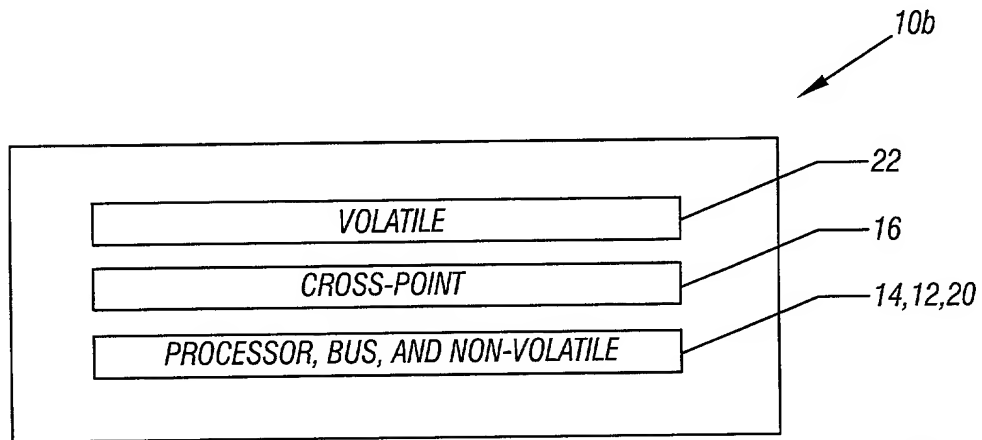 10b
VOLATILE
22
CROSS-POINT
16
PROCESSOR, BUS, AND NON-VOLATILE
14,12,20